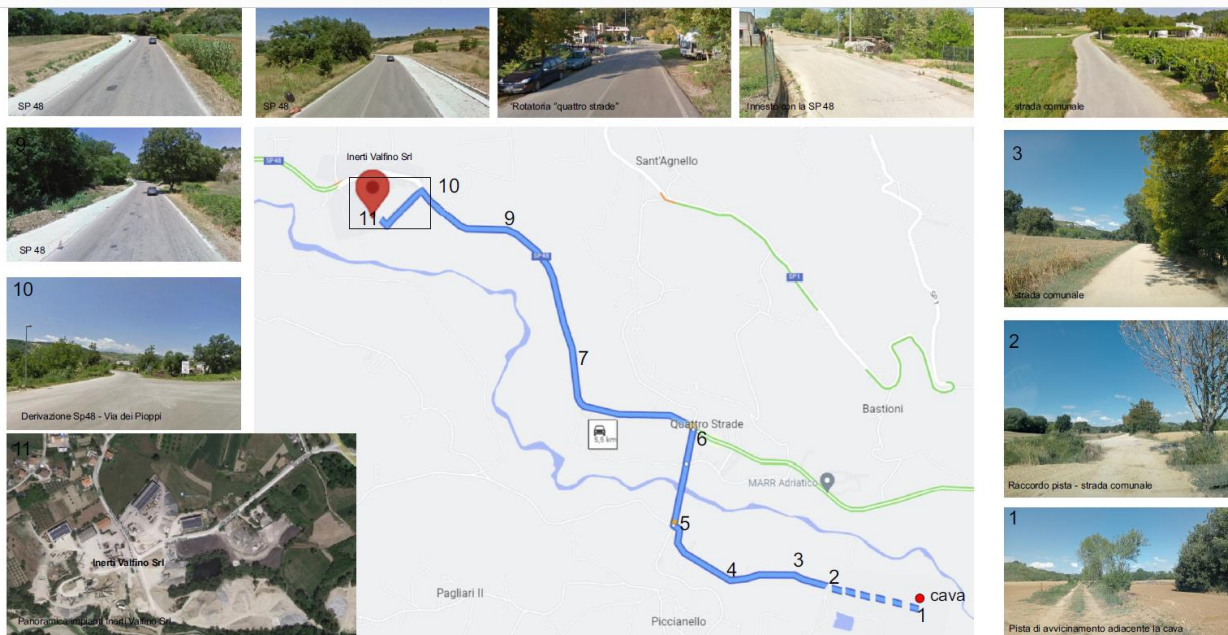 SP 48
SP 48
'Rotatoria "quattro strade"
Innesto con la SP 48
strada comunale
9
SP 48
10
Derivazione Sp48 - Via dei Pioppi
11
Inerti Valfino Srl
Panoramica impianti Inerti Valfino Srl
SP48
Inerti Valfino Srl
10
11
9
SP48
Sant'Agnello
SP1
SP 1
7
5,5 km
Quattro Strade
6
Bastioni
MARR Adriatico
5
4
3
2
cava
1
Pagliari II
Piccianello
3
strada comunale
2
Raccordo pista - strada comunale
1
Pista di avvicinamento adiacente la cava